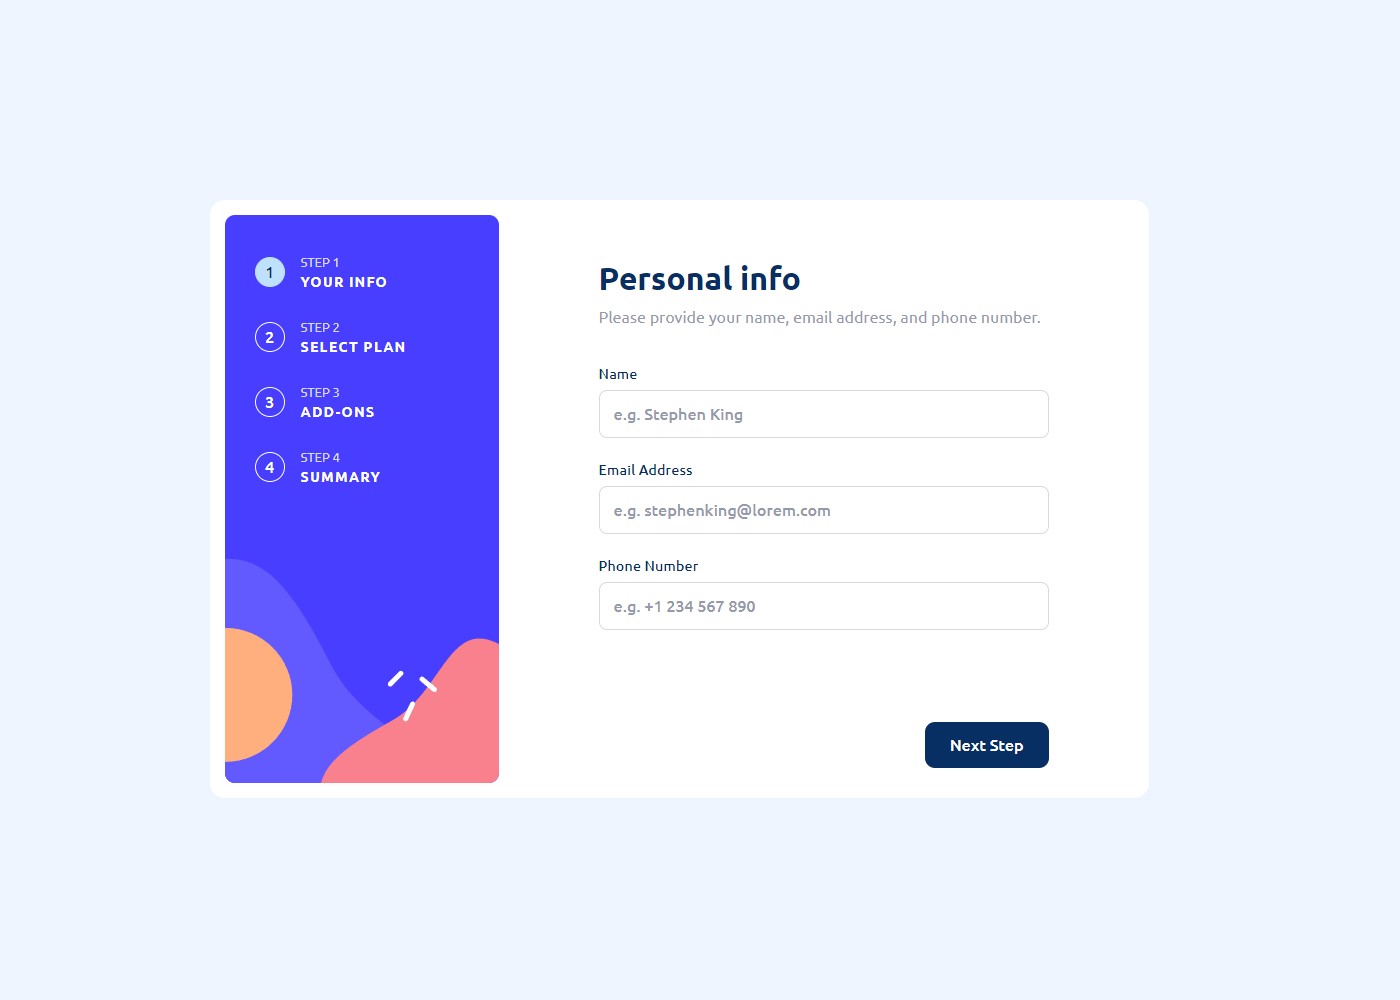 1
STEP 1
YOUR INFO
2
STEP 2
SELECT PLAN
3
STEP 3
ADD-ONS
4
STEP 4
SUMMARY
Personal info
Please provide your name, email address, and phone number.
Name
e.g. Stephen King
Email Address
e.g. stephenking@lorem.com
Phone Number
e.g. +1 234 567 890
Next Step